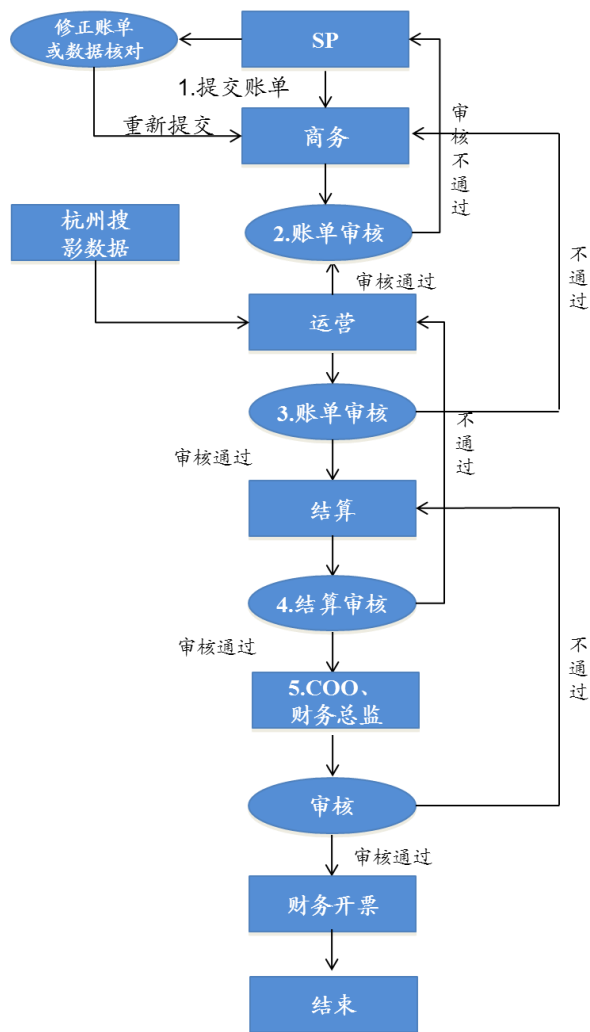 修正账单
或数据核对
SP
1.提交账单
重新提交
商务
审核不通过
杭州搜
影数据
2.账单审核
审核通过
不通过
运营
3.账单审核
不通过
审核通过
结算
4.结算审核
审核通过
不通过
5.COO、
财务总监
审核
审核通过
财务开票
结束